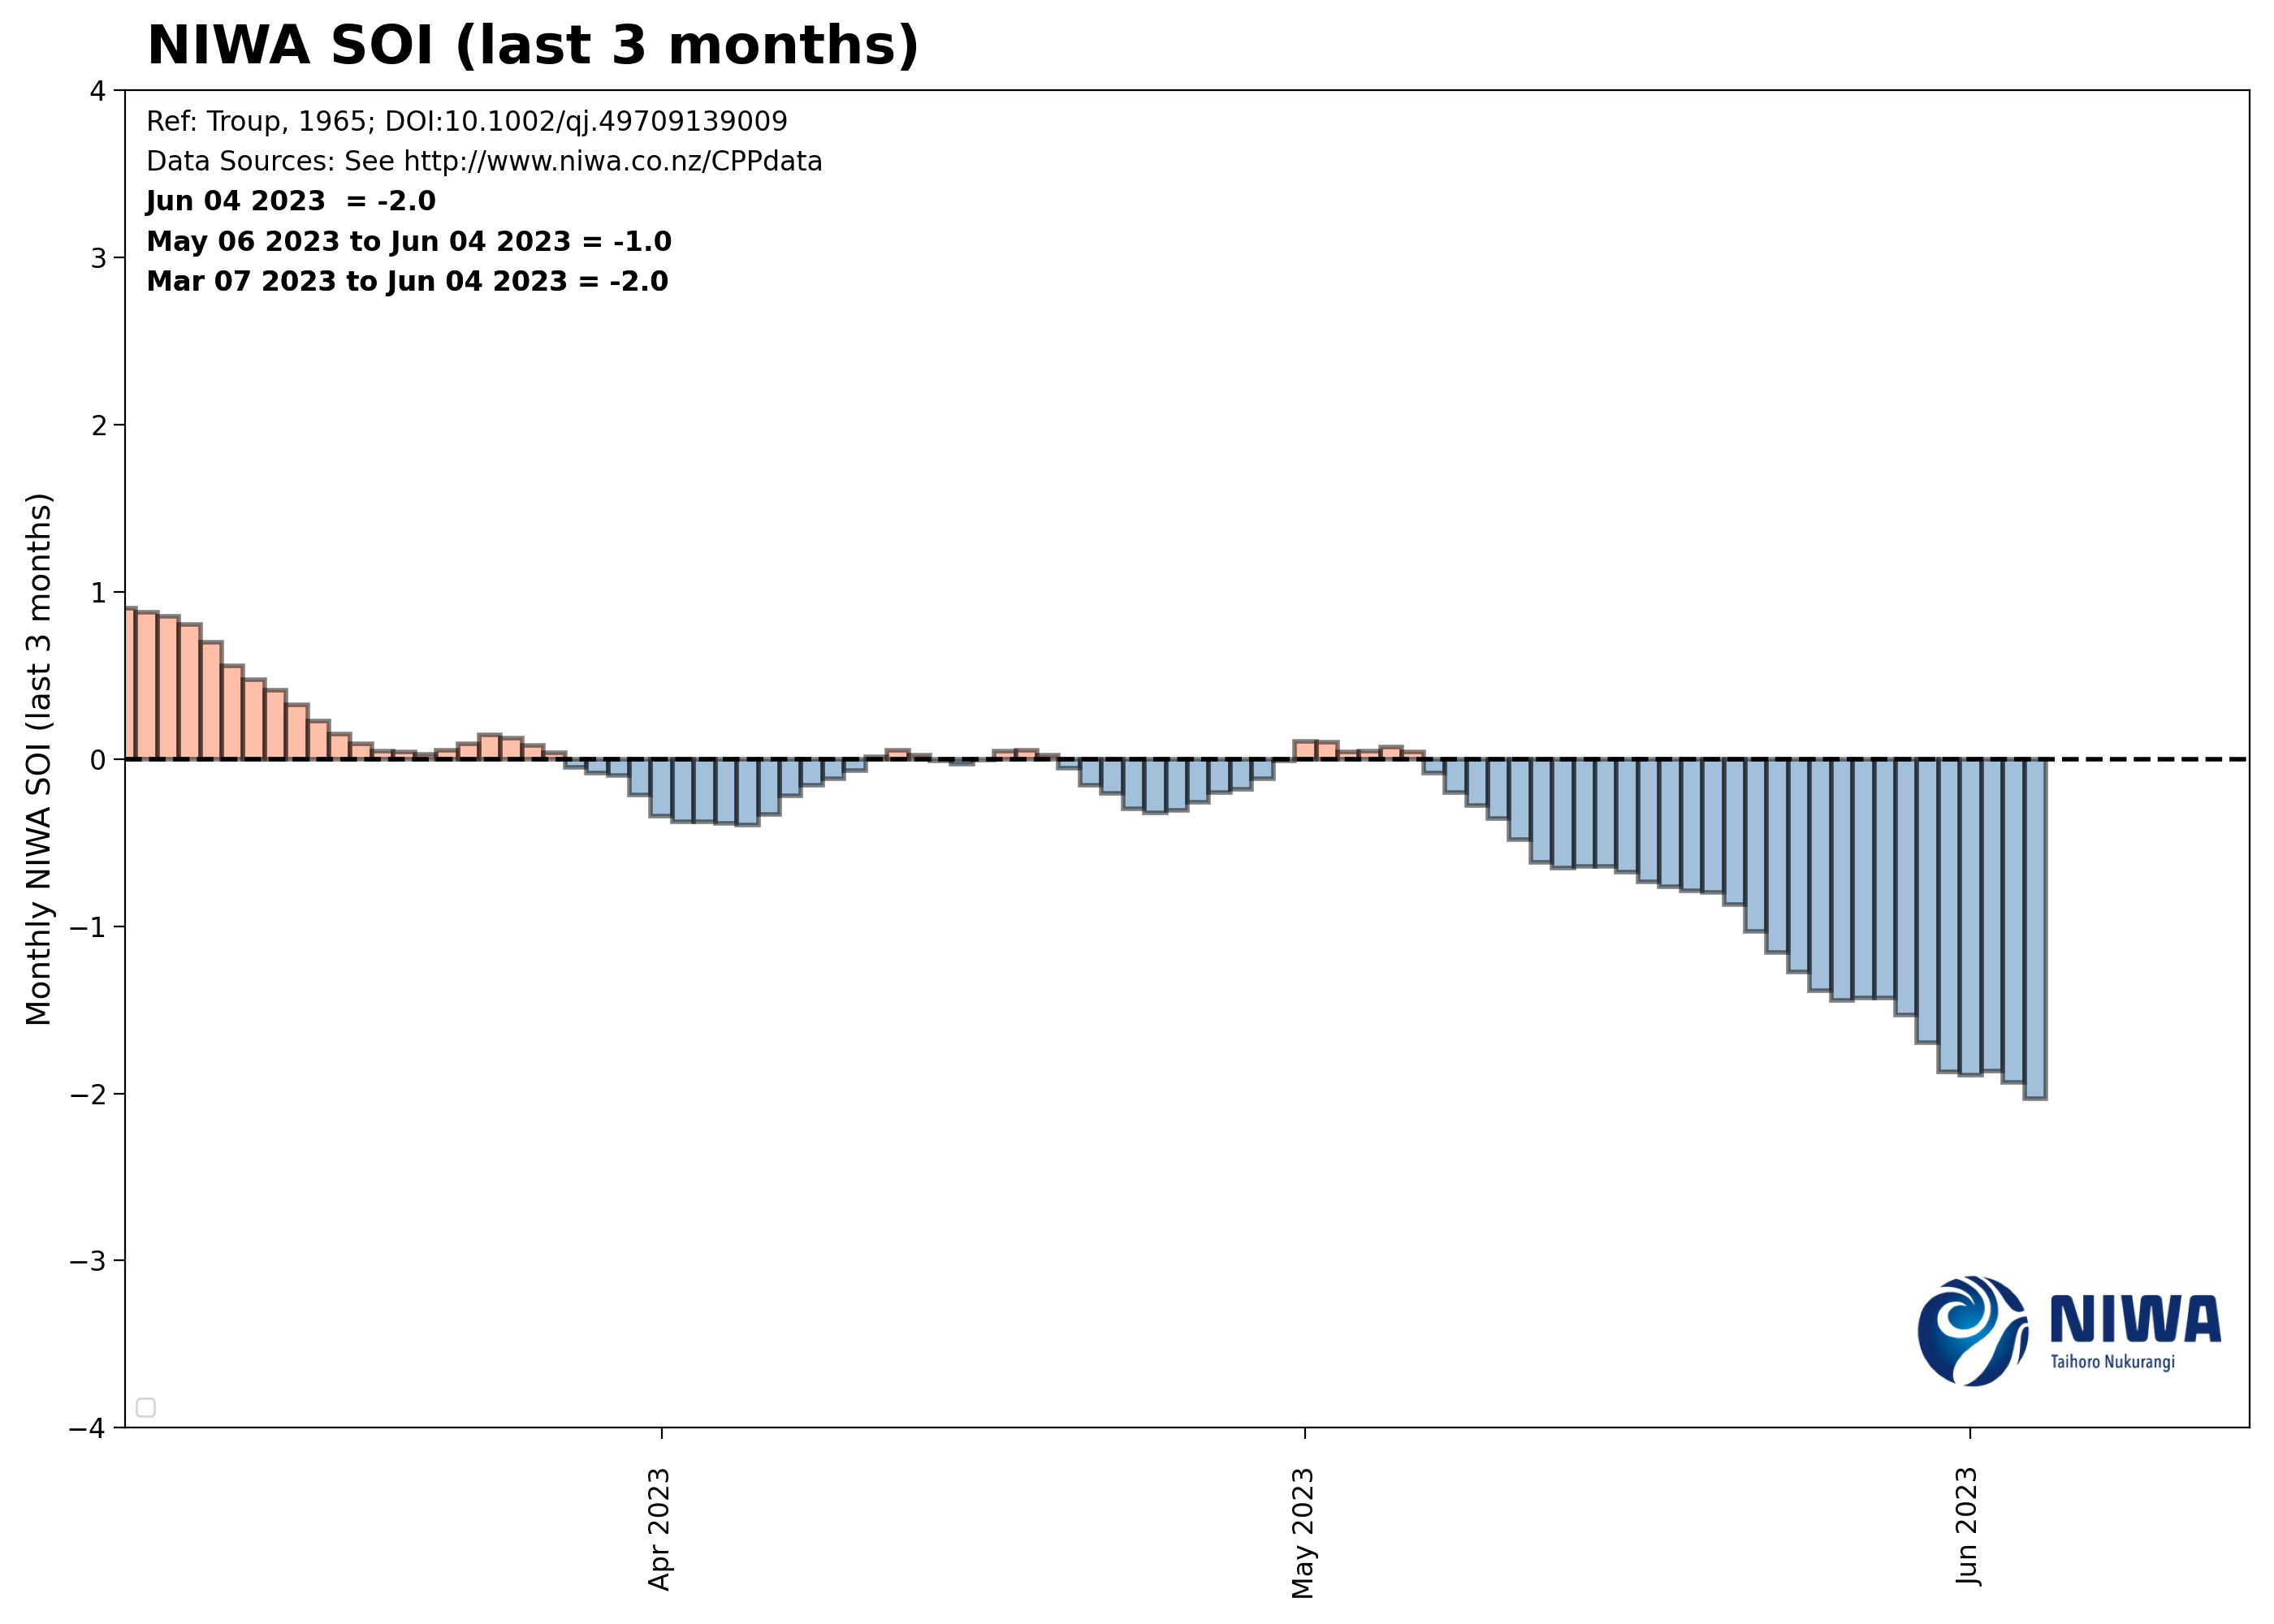 NIWA SOI (last 3 months)
Ref: Troup, 1965; DOI:10.1002/qj.49709139009
Data Sources: See http://www.niwa.co.nz/CPPdata
Jun 04 2023  = -2.0
May 06 2023 to Jun 04 2023 = -1.0
Mar 07 2023 to Jun 04 2023 = -2.0
Monthly NIWA SOI (last 3 months)
4
3
2
1
0
−1
−2
−3
−4
NIWA
Taihoro Nukurangi
Apr 2023
May 2023
Jun 2023